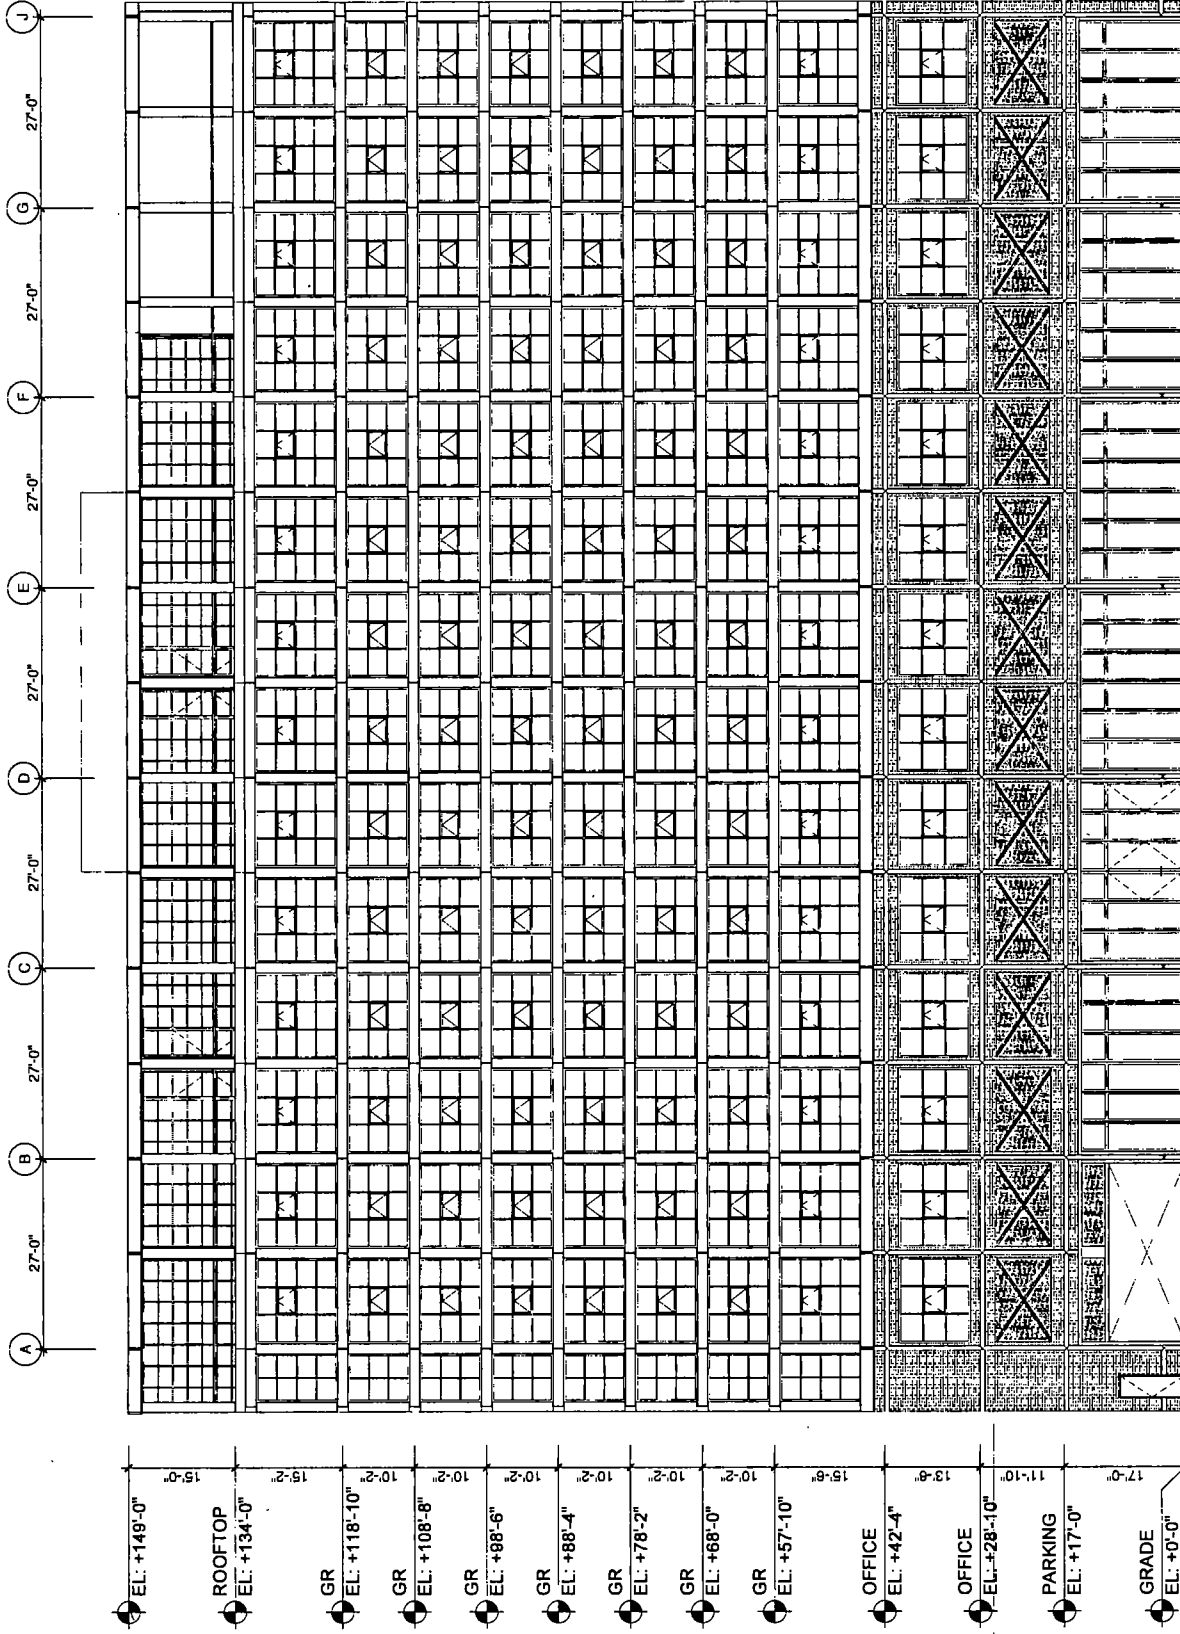 A
27'-0"
B
27'-0"
C
27'-0"
D
27'-0"
E
27'-0"
F
27'-0"
G
27'-0"
J
EL: +149'-0"
15'-0"
ROOFTOP
EL: +134'-0"
15'-2"
GR
EL: +118'-10"
10'-2"
GR
EL: +108'-8"
10'-2"
GR
EL: +98'-6"
10'-2"
GR
EL: +88'-4"
10'-2"
GR
EL: +78'-2"
10'-2"
GR
EL: +68'-0"
10'-2"
GR
EL: +57'-10"
15'-6"
OFFICE
EL: +42'-4"
13'-6"
OFFICE
EL: +28'-10"
11'-10"
PARKING
EL: +17'-0"
17'-0"
GRADE
EL: +0'-0"